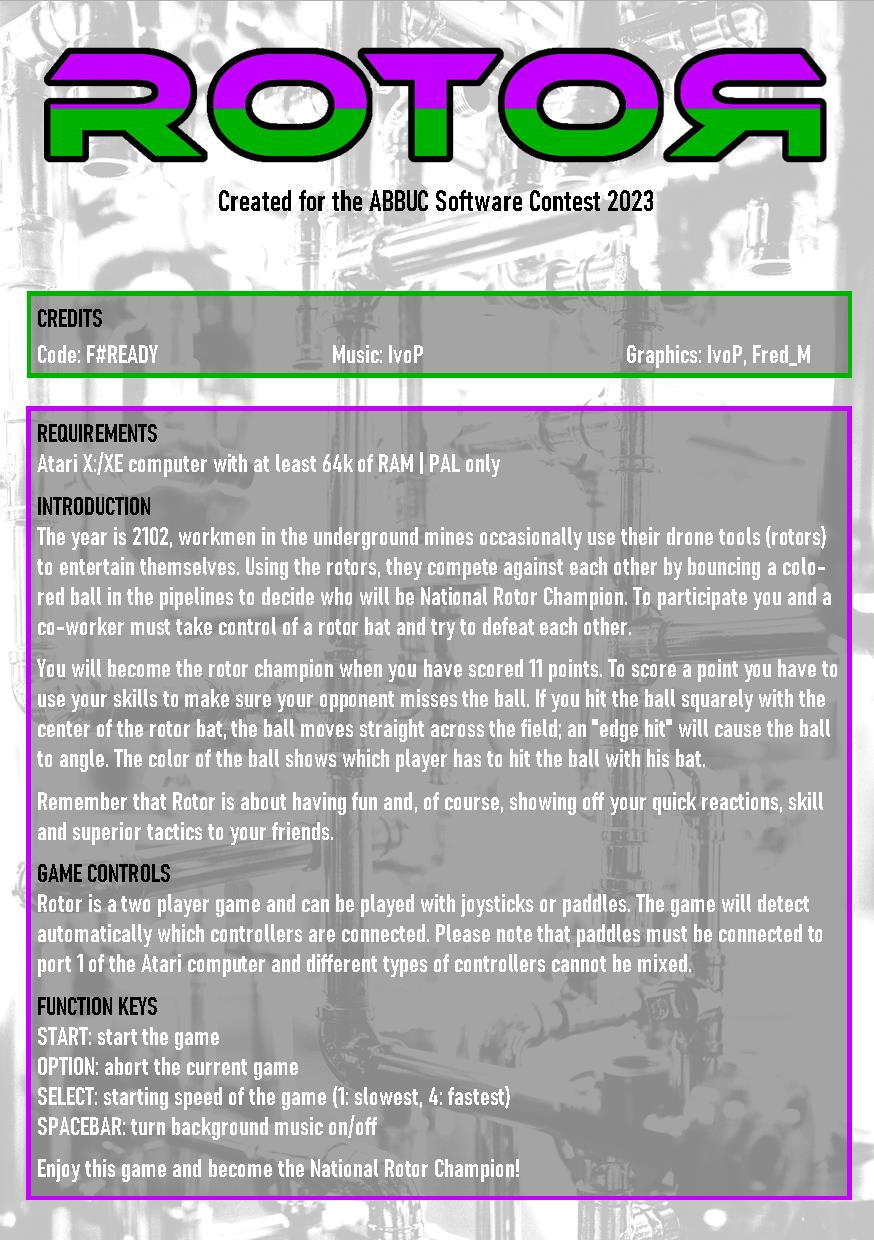 ROTOR
Created for the ABBUC Software Contest 2023
CREDITS
Code: F#READY Music: IvoP Graphics: IvoP, Fred_M
REQUIREMENTS
Atari X:/XE computer with at least 64k of RAM | PAL only
INTRODUCTION
The year is 2102, workmen in the underground mines occasionally use their drone tools (rotors)
to entertain themselves. Using the rotors, they compete against each other by bouncing a colo-
red ball in the pipelines to decide who will be National Rotor Champion. To participate you and a
co-worker must take control of a rotor bat and try to defeat each other.
You will become the rotor champion when you have scored 11 points. To score a point you have to
use your skills to make sure your opponent misses the ball. If you hit the ball squarely with the
center of the rotor bat, the ball moves straight across the field; an "edge hit" will cause the ball
to angle. The color of the ball shows which player has to hit the ball with his bat.
Remember that Rotor is about having fun and, of course, showing off your quick reactions, skill
and superior tactics to your friends.
GAME CONTROLS
Rotor is a two player game and can be played with joysticks or paddles. The game will detect
automatically which controllers are connected. Please note that paddles must be connected to
port 1 of the Atari computer and different types of controllers cannot be mixed.
FUNCTION KEYS
START: start the game
OPTION: abort the current game
SELECT: starting speed of the game (1: slowest, 4: fastest)
SPACEBAR: turn background music on/off
Enjoy this game and become the National Rotor Champion!